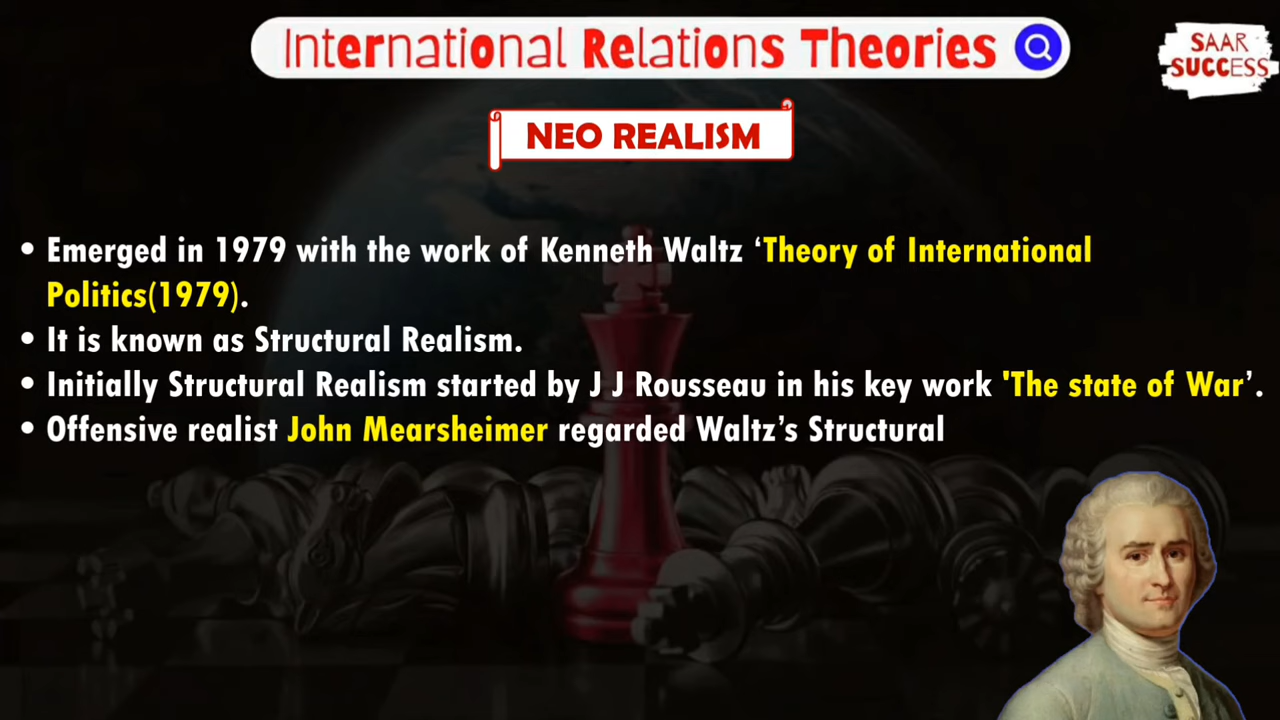 International Relations Theories
SAAR
SUCCESS
NEO REALISM
• Emerged in 1979 with the work of Kenneth Waltz ‘Theory of International
Politics(1979).
• It is known as Structural Realism.
• Initially Structural Realism started by J J Rousseau in his key work 'The state of War’.
• Offensive realist John Mearsheimer regarded Waltz’s Structural